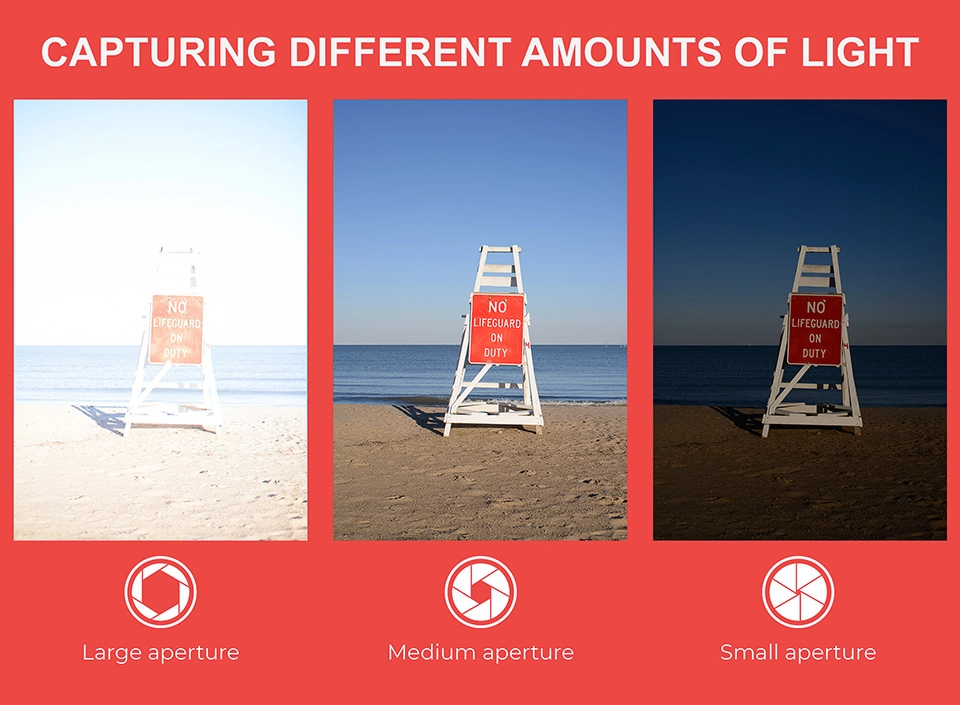 CAPTURING DIFFERENT AMOUNTS OF LIGHT
NO
LIFEGUARD
ON
DUTY
NO
LIFEGUARD
ON
DUTY
NO
LIFEGUARD
ON
DUTY
Large aperture
Medium aperture
Small aperture